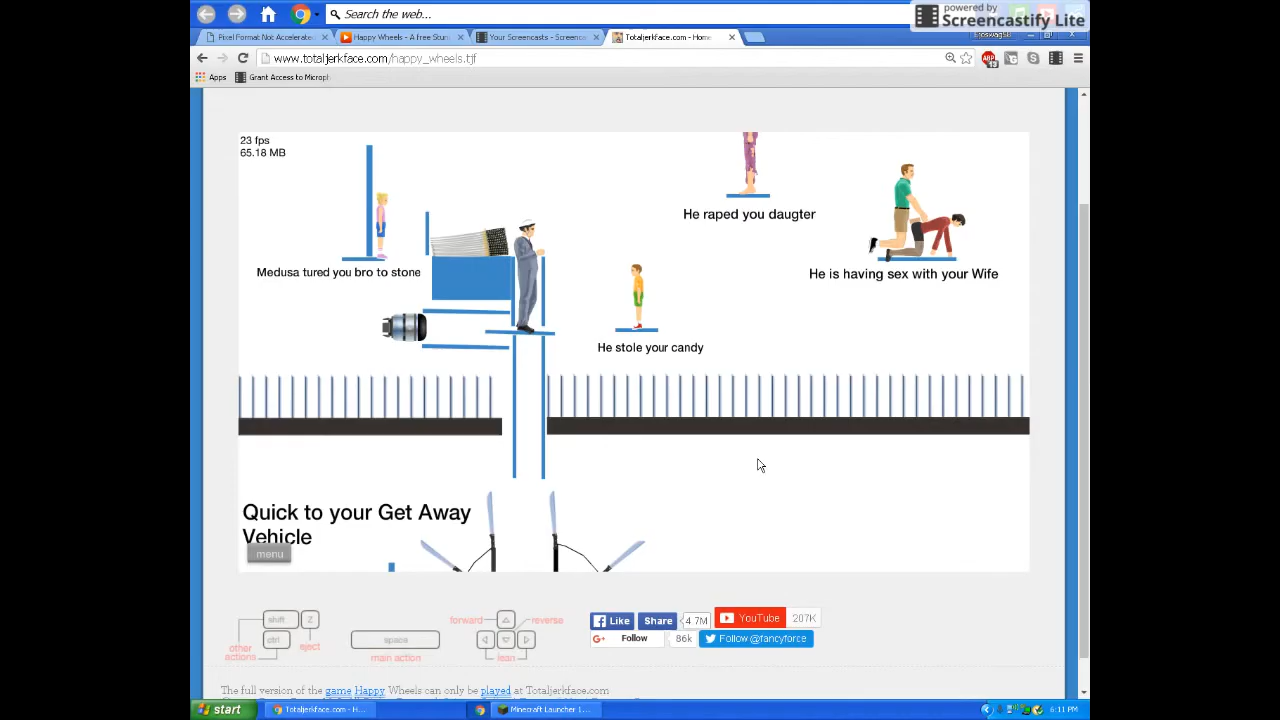 Search the web...
powered by
Screencastify Lite
Pixel Format Not Accelerated
Happy Wheels - A free Stun
Your Screencasts - Screenca
Totaljerkface.com - Home
www.totaljerkface.com/happy_wheels.tjf
Apps
Grant Access to Microph
23 fps
65.18 MB
He raped you daugter
Medusa tured you bro to stone
He is having sex with your Wife
He stole your candy
Quick to your Get Away
Vehicle
menu
shift
Z
ctrl
eject
other
actions
space
main action
forward
reverse
lean
Like
Share
4.7M
YouTube
207K
Follow
86k
Follow @fancyforce
The full version of the game Happy Wheels can only be played at Totaljerkface.com
start
Totaljerkface.com - H...
Minecraft Launcher 1....
6:11 PM